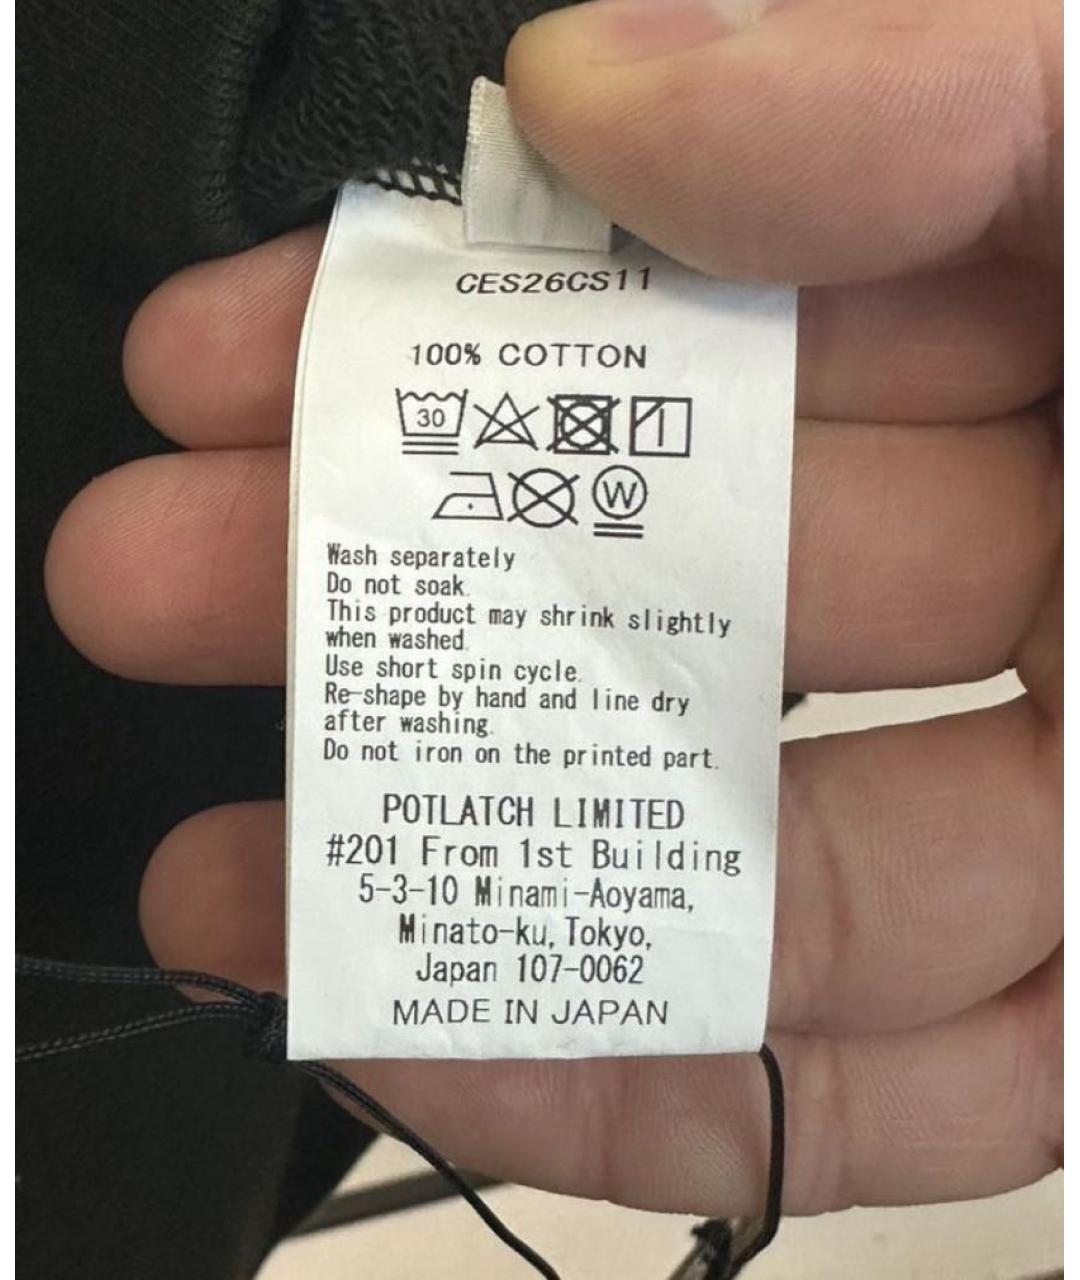 CES26CS11
100% COTTON
30
W
Wash separately
Do not soak.
This product may shrink slightly
when washed.
Use short spin cycle.
Re-shape by hand and line dry
after washing.
Do not iron on the printed part.
POTLATCH LIMITED
#201 From 1st Building
5-3-10 Minami-Aoyama,
Minato-ku, Tokyo,
Japan 107-0062
MADE IN JAPAN